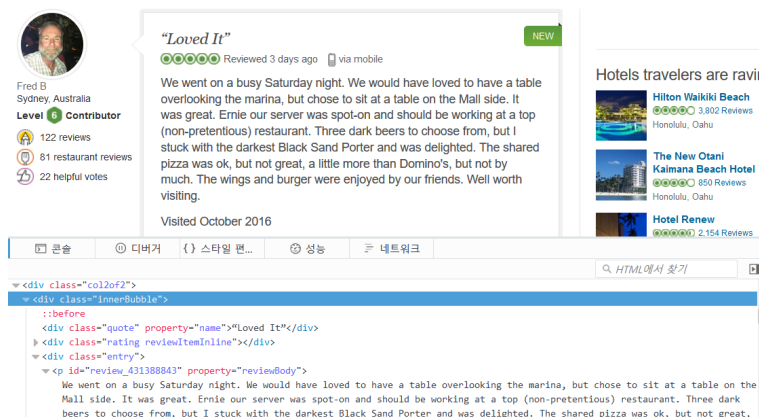 “Loved It”
NEW
Reviewed 3 days ago via mobile
Fred B
Sydney, Australia
Level 6 Contributor
122 reviews
81 restaurant reviews
22 helpful votes
We went on a busy Saturday night. We would have loved to have a table
overlooking the marina, but chose to sit at a table on the Mall side. It
was great. Ernie our server was spot-on and should be working at a top
(non-pretentious) restaurant. Three dark beers to choose from, but I
stuck with the darkest Black Sand Porter and was delighted. The shared
pizza was ok, but not great, a little more than Domino's, but not by
much. The wings and burger were enjoyed by our friends. Well worth
visiting.
Visited October 2016
Hotels travelers are ravi
Hilton Waikiki Beach
3,802 Reviews
Honolulu, Oahu
The New Otani
Kaimana Beach Hotel
850 Reviews
Honolulu, Oahu
Hotel Renew
2,154 Reviews
콘솔
디버거
{ } 스타일 편...
성능
네트워크
HTML에서 찾기
<div class="col2of2">
<div class="innerBubble">
::before
<div class="quote" property="name">“Loved It”</div>
<div class="rating reviewItemInline"></div>
<div class="entry">
<p id="review_431388843" property="reviewBody">
We went on a busy Saturday night. We would have loved to have a table overlooking the marina, but chose to sit at a table on the
Mall side. It was great. Ernie our server was spot-on and should be working at a top (non-pretentious) restaurant. Three dark
beers to choose from, but I stuck with the darkest Black Sand Porter and was delighted. The shared pizza was ok, but not great,